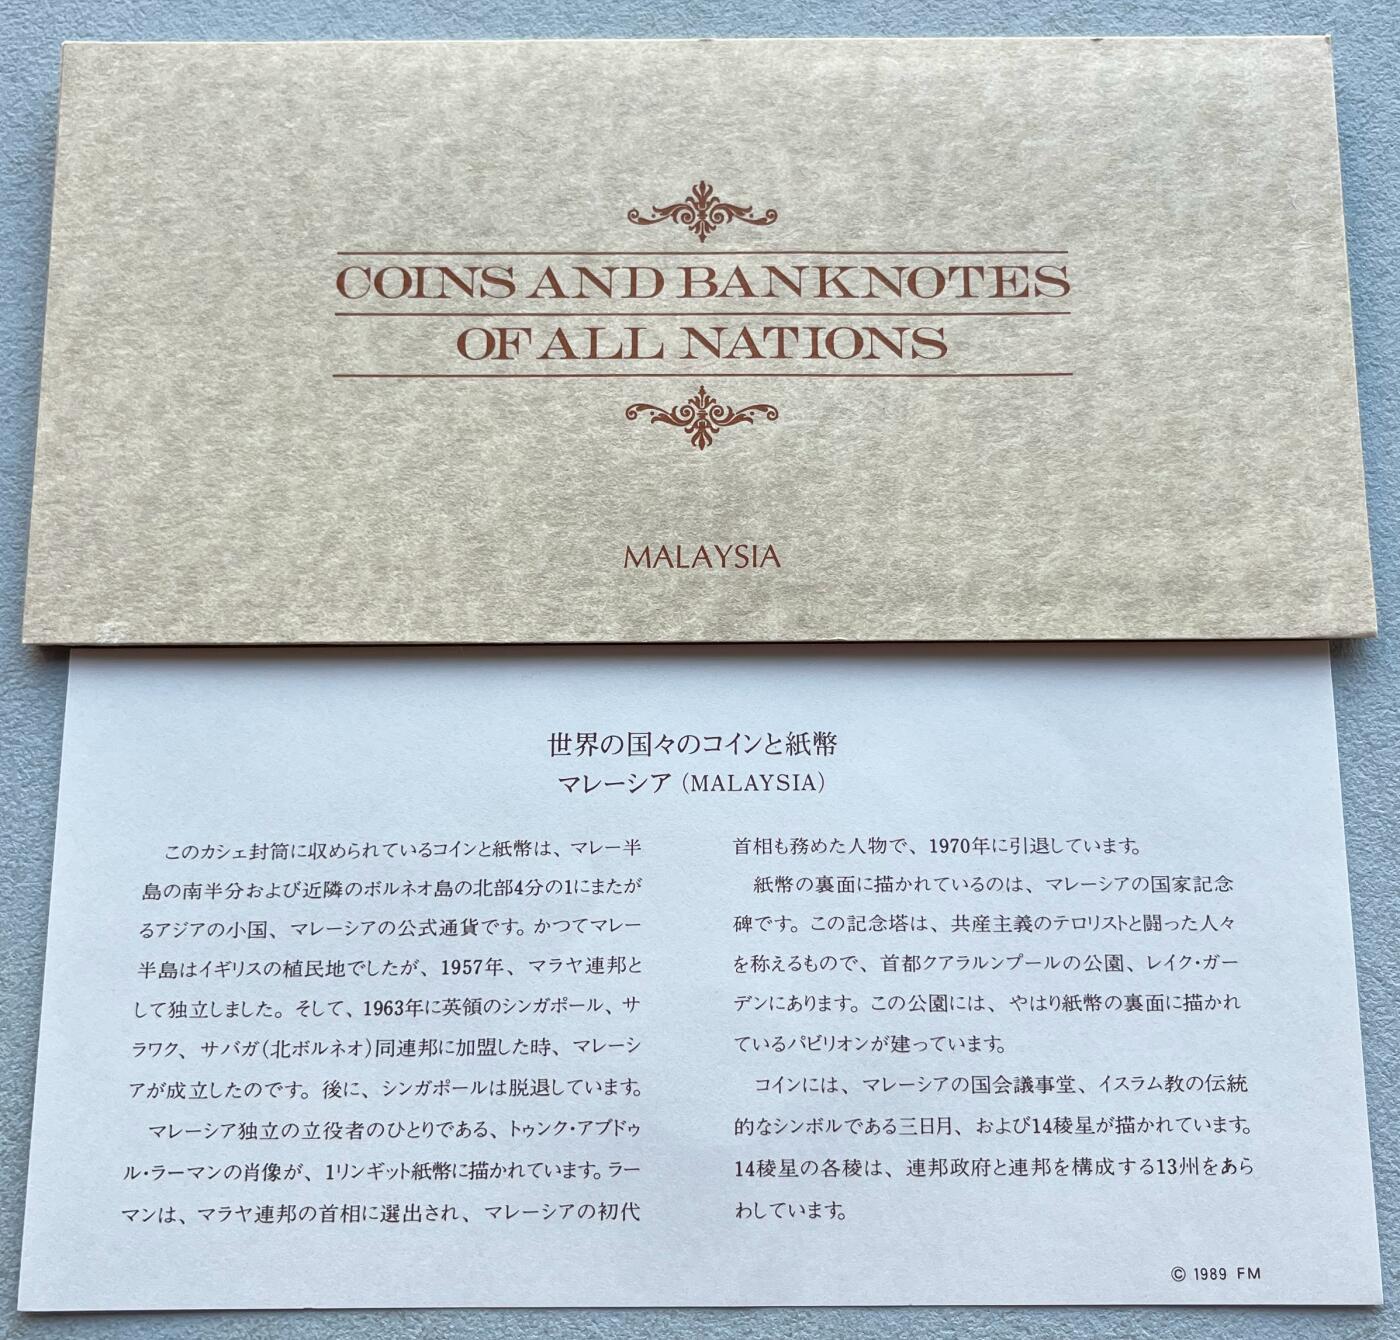 COINS AND BANKNOTES
OF ALL NATIONS
MALAYSIA
世界の国々のコインと紙幣
マレーシア (MALAYSIA)
このカシェ封筒に収められているコインと紙幣は、マレー半
島の南半分および近隣のボルネオ島の北部4分の1にまたが
るアジアの小国、マレーシアの公式通貨です。かつてマレー
半島はイギリスの植民地でしたが、1957年、マラヤ連邦と
して独立しました。そして、1963年に英領のシンガポール、サ
ラワク、サバガ(北ボルネオ)同連邦に加盟した時、マレーシ
アが成立したのです。後に、シンガポールは脱退しています。
マレーシア独立の立役者のひとりである、トゥンク・アブドゥ
ル・ラーマンの肖像が、1リンギット紙幣に描かれています。ラー
マンは、マラヤ連邦の首相に選出され、マレーシアの初代
首相も務めた人物で、1970年に引退しています。
紙幣の裏面に描かれているのは、マレーシアの国家記念
碑です。この記念塔は、共産主義のテロリストと闘った人々
を称えるもので、首都クアラルンプールの公園、レイク・ガー
デンにあります。この公園には、やはり紙幣の裏面に描かれ
ているパビリオンが建っています。
コインには、マレーシアの国会議事堂、イスラム教の伝統
的なシンボルである三日月、および14稜星が描かれています。
14稜星の各稜は、連邦政府と連邦を構成する13州をあら
わしています。
© 1989 FM